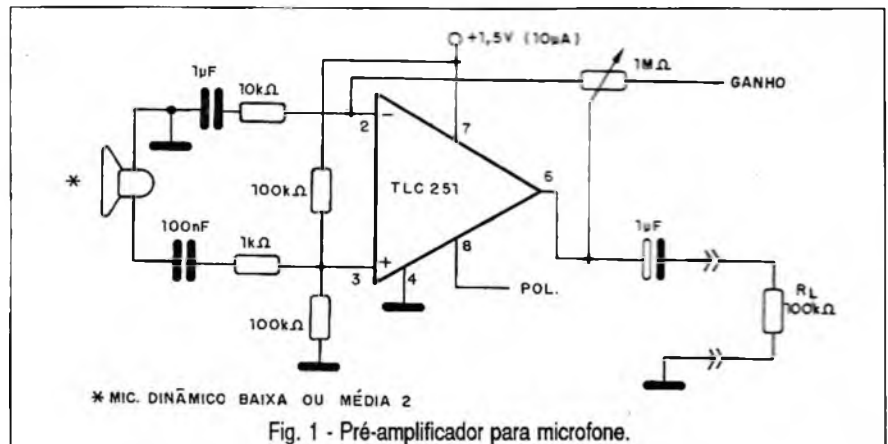 +1,5V (10µA)
1µF
10kΩ
1MΩ
GANHO
2
−
7
100kΩ
TLC 251
6
*
100nF
1kΩ
1µF
3
+
4
8
POL.
RL
100kΩ
100kΩ
* MIC. DINÂMICO BAIXA OU MÉDIA 2
Fig. 1 - Pré-amplificador para microfone.